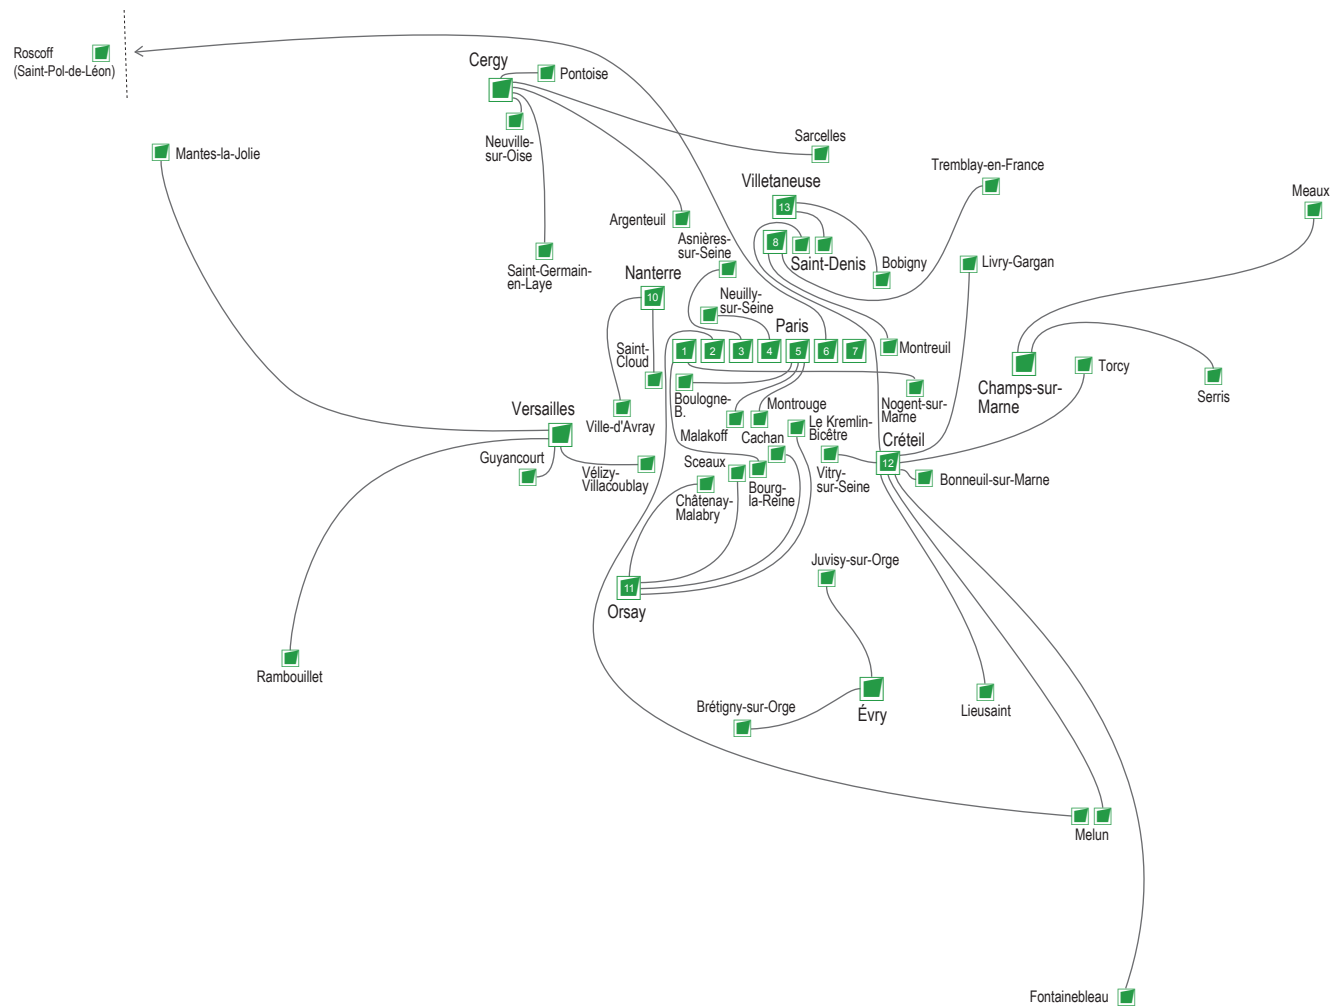 Roscoff
(Saint-Pol-de-Léon)
Cergy
Pontoise
Neuville-
sur-Oise
Sarcelles
Mantes-la-Jolie
Tremblay-en-France
Villetaneuse
13
Meaux
Argenteuil
Asnières-
sur-Seine
8
Saint-Denis
Bobigny
Livry-Gargan
Saint-Germain-
en-Laye
Nanterre
10
Neuilly-
sur-Seine
Paris
1
2
3
4
5
6
7
Montreuil
Saint-
Cloud
Boulogne-
B.
Nogent-sur-
Marne
Champs-sur-
Marne
Torcy
Serris
Versailles
Ville-d'Avray
Malakoff
Montrouge
Cachan
Le Kremlin-
Bicêtre
Créteil
12
Guyancourt
Vélizy-
Villacoublay
Sceaux
Châtenay-
Malabry
Bourg-
la-Reine
Vitry-
sur-Seine
Bonneuil-sur-Marne
11
Orsay
Juvisy-sur-Orge
Rambouillet
Brétigny-sur-Orge
Évry
Lieusaint
Melun
Fontainebleau